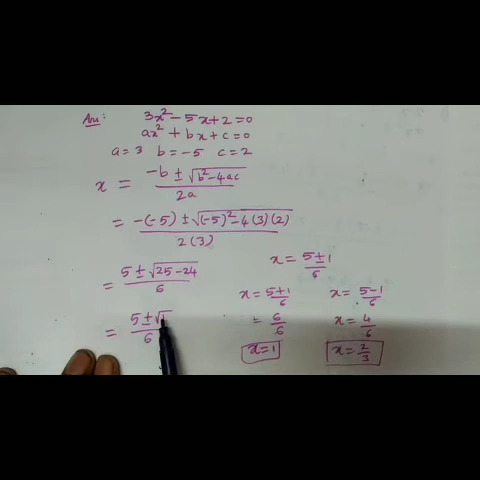 Ans: 3x² - 5x + 2 = 0
ax² + bx + c = 0
a = 3 b = -5 c = 2
x = (-b ± √(b² - 4ac)) / 2a
= (-(-5) ± √((-5)² - 4(3)(2))) / 2(3)
= (5 ± √(25 - 24)) / 6
= (5 ± √) / 6
x = (5 ± 1) / 6
x = (5 + 1) / 6
= 6/6
x = 1
x = (5 - 1) / 6
x = 4/6
x = 2/3